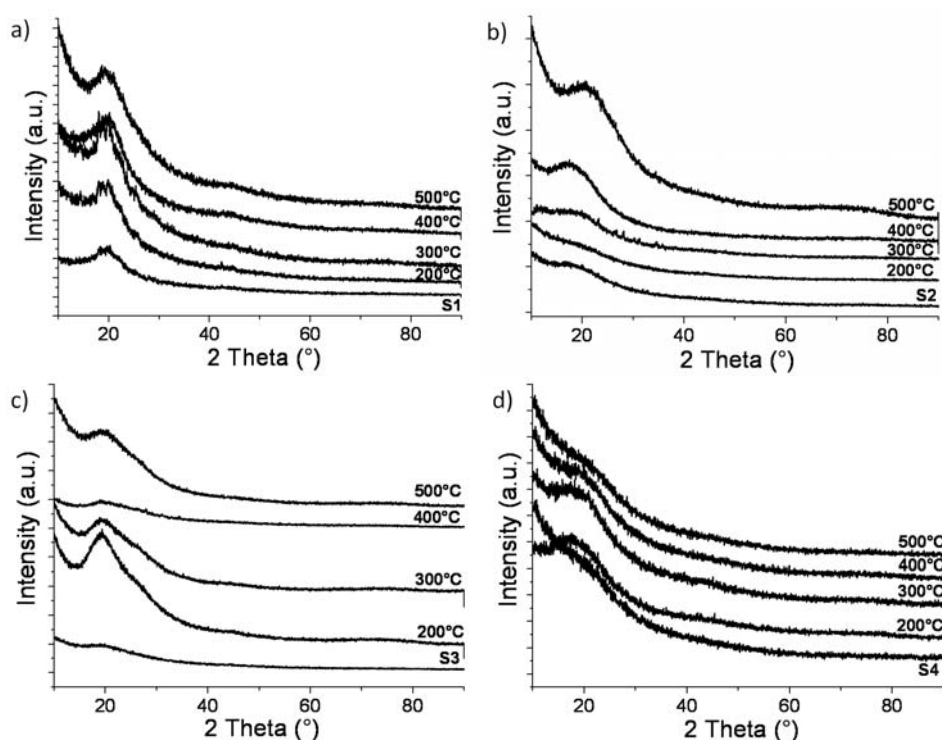 a)
Intensity (a.u.)
500°C
400°C
300°C
200°C
S1
20 40 60 80
2 Theta (°)
b)
Intensity (a.u.)
500°C
400°C
300°C
200°C
S2
20 40 60 80
2 Theta (°)
c)
Intensity (a.u.)
500°C
400°C
300°C
200°C
S3
20 40 60 80
2 Theta (°)
d)
Intensity (a.u.)
500°C
400°C
300°C
200°C
S4
20 40 60 80
2 Theta (°)